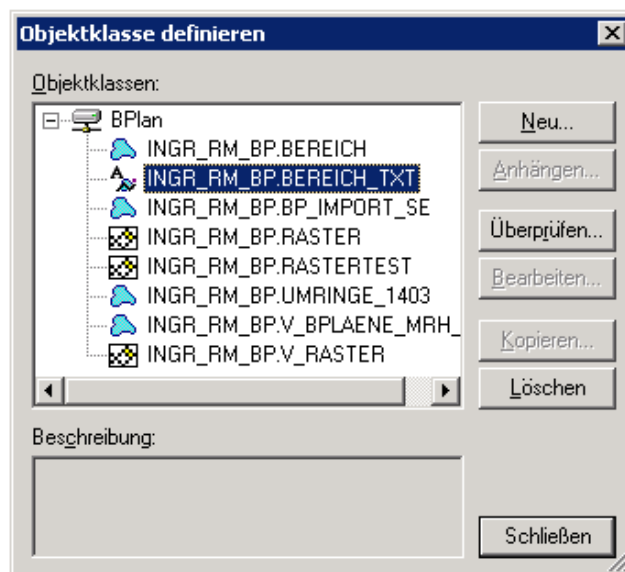 Objektklasse definieren
Objektklassen:
BPlan
INGR_RM_BP.BEREICH
INGR_RM_BP.BEREICH_TXT
INGR_RM_BP.BP_IMPORT_SE
INGR_RM_BP.RASTER
INGR_RM_BP.RASTERTEST
INGR_RM_BP.UMRINGE_1403
INGR_RM_BP.V_BPLAENE_MRH_
INGR_RM_BP.V_RASTER
Neu...
Anhängen...
Überprüfen...
Bearbeiten...
Kopieren...
Löschen
Beschreibung:
Schließen